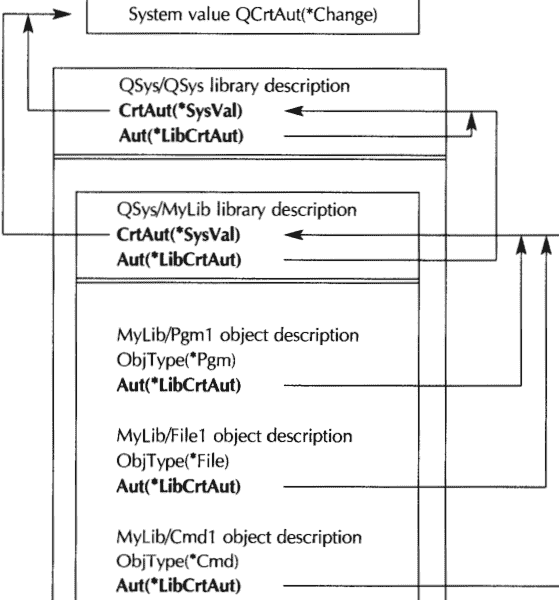 System value QCrtAut(*Change)
QSys/QSys library description
CrtAut(*SysVal)
Aut(*LibCrtAut)
QSys/MyLib library description
CrtAut(*SysVal)
Aut(*LibCrtAut)
MyLib/Pgm1 object description
ObjType(*Pgm)
Aut(*LibCrtAut)
MyLib/File1 object description
ObjType(*File)
Aut(*LibCrtAut)
MyLib/Cmd1 object description
ObjType(*Cmd)
Aut(*LibCrtAut)